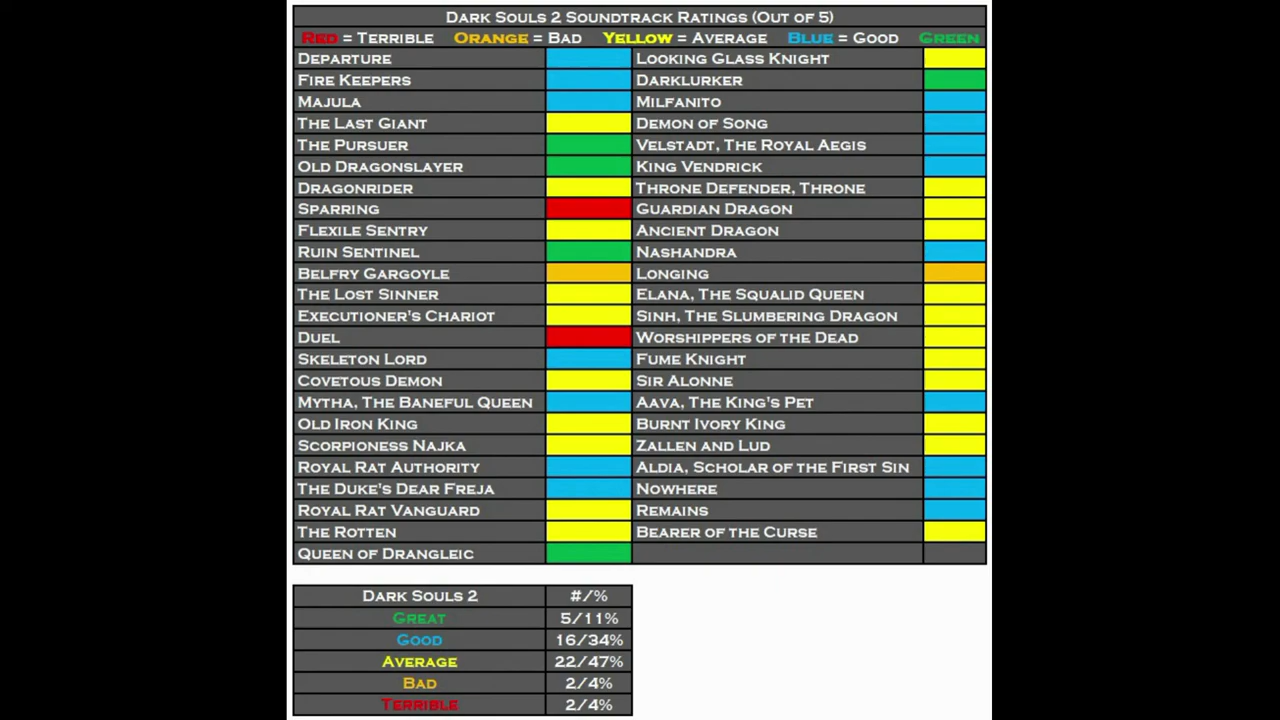 Dark Souls 2 Soundtrack Ratings (Out of 5)
Red = Terrible Orange = Bad Yellow = Average Blue = Good Green
Departure Looking Glass Knight
Fire Keepers Darklurker
Majula Milfanito
The Last Giant Demon of Song
The Pursuer Velstadt, The Royal Aegis
Old Dragonslayer King Vendrick
Dragonrider Throne Defender, Throne
Sparring Guardian Dragon
Flexile Sentry Ancient Dragon
Ruin Sentinel Nashandra
Belfry Gargoyle Longing
The Lost Sinner Elana, The Squalid Queen
Executioner's Chariot Sinh, The Slumbering Dragon
Duel Worshippers of the Dead
Skeleton Lord Fume Knight
Covetous Demon Sir Alonne
Mytha, The Baneful Queen Aava, The King's Pet
Old Iron King Burnt Ivory King
Scorpioness Najka Zallen and Lud
Royal Rat Authority Aldia, Scholar of the First Sin
The Duke's Dear Freja Nowhere
Royal Rat Vanguard Remains
The Rotten Bearer of the Curse
Queen of Drangleic
Dark Souls 2 #/%
Great 5/11%
Good 16/34%
Average 22/47%
Bad 2/4%
Terrible 2/4%